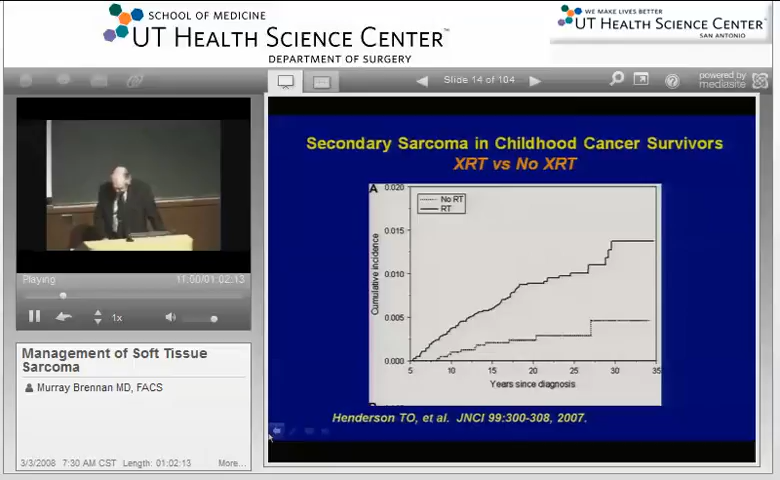 SCHOOL OF MEDICINE
UT HEALTH SCIENCE CENTER™
DEPARTMENT OF SURGERY
WE MAKE LIVES BETTER
UT HEALTH SCIENCE CENTER™
SAN ANTONIO
Slide 14 of 104
powered by
mediasite
Playing
11:00/01:02:13
1x
Management of Soft Tissue
Sarcoma
Murray Brennan MD, FACS
3/3/2008 7:30 AM CST Length: 01:02:13 More...
Secondary Sarcoma in Childhood Cancer Survivors
XRT vs No XRT
A
No RT
RT
Cumulative incidence
0.020
0.015
0.010
0.005
0.000
5 10 15 20 25 30 35
Years since diagnosis
Henderson TO, et al. JNCI 99:300-308, 2007.